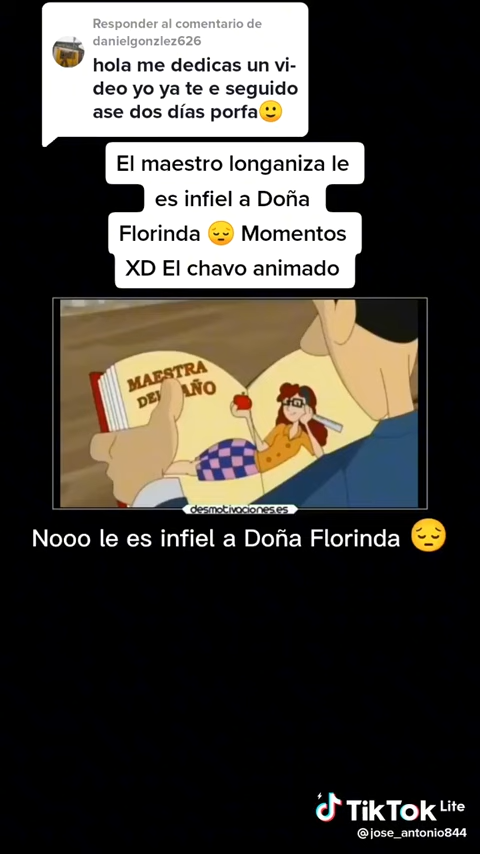 Responder al comentario de
danielgonzlez626
hola me dedicas un vi-
deo yo ya te e seguido
ase dos días porfa🙂
El maestro longaniza le
es infiel a Doña
Florinda 😔 Momentos
XD El chavo animado
MAESTRA
DEL AÑO
desmotivaciones.es
Nooo le es infiel a Doña Florinda 😔
TikTok Lite
@jose_antonio844